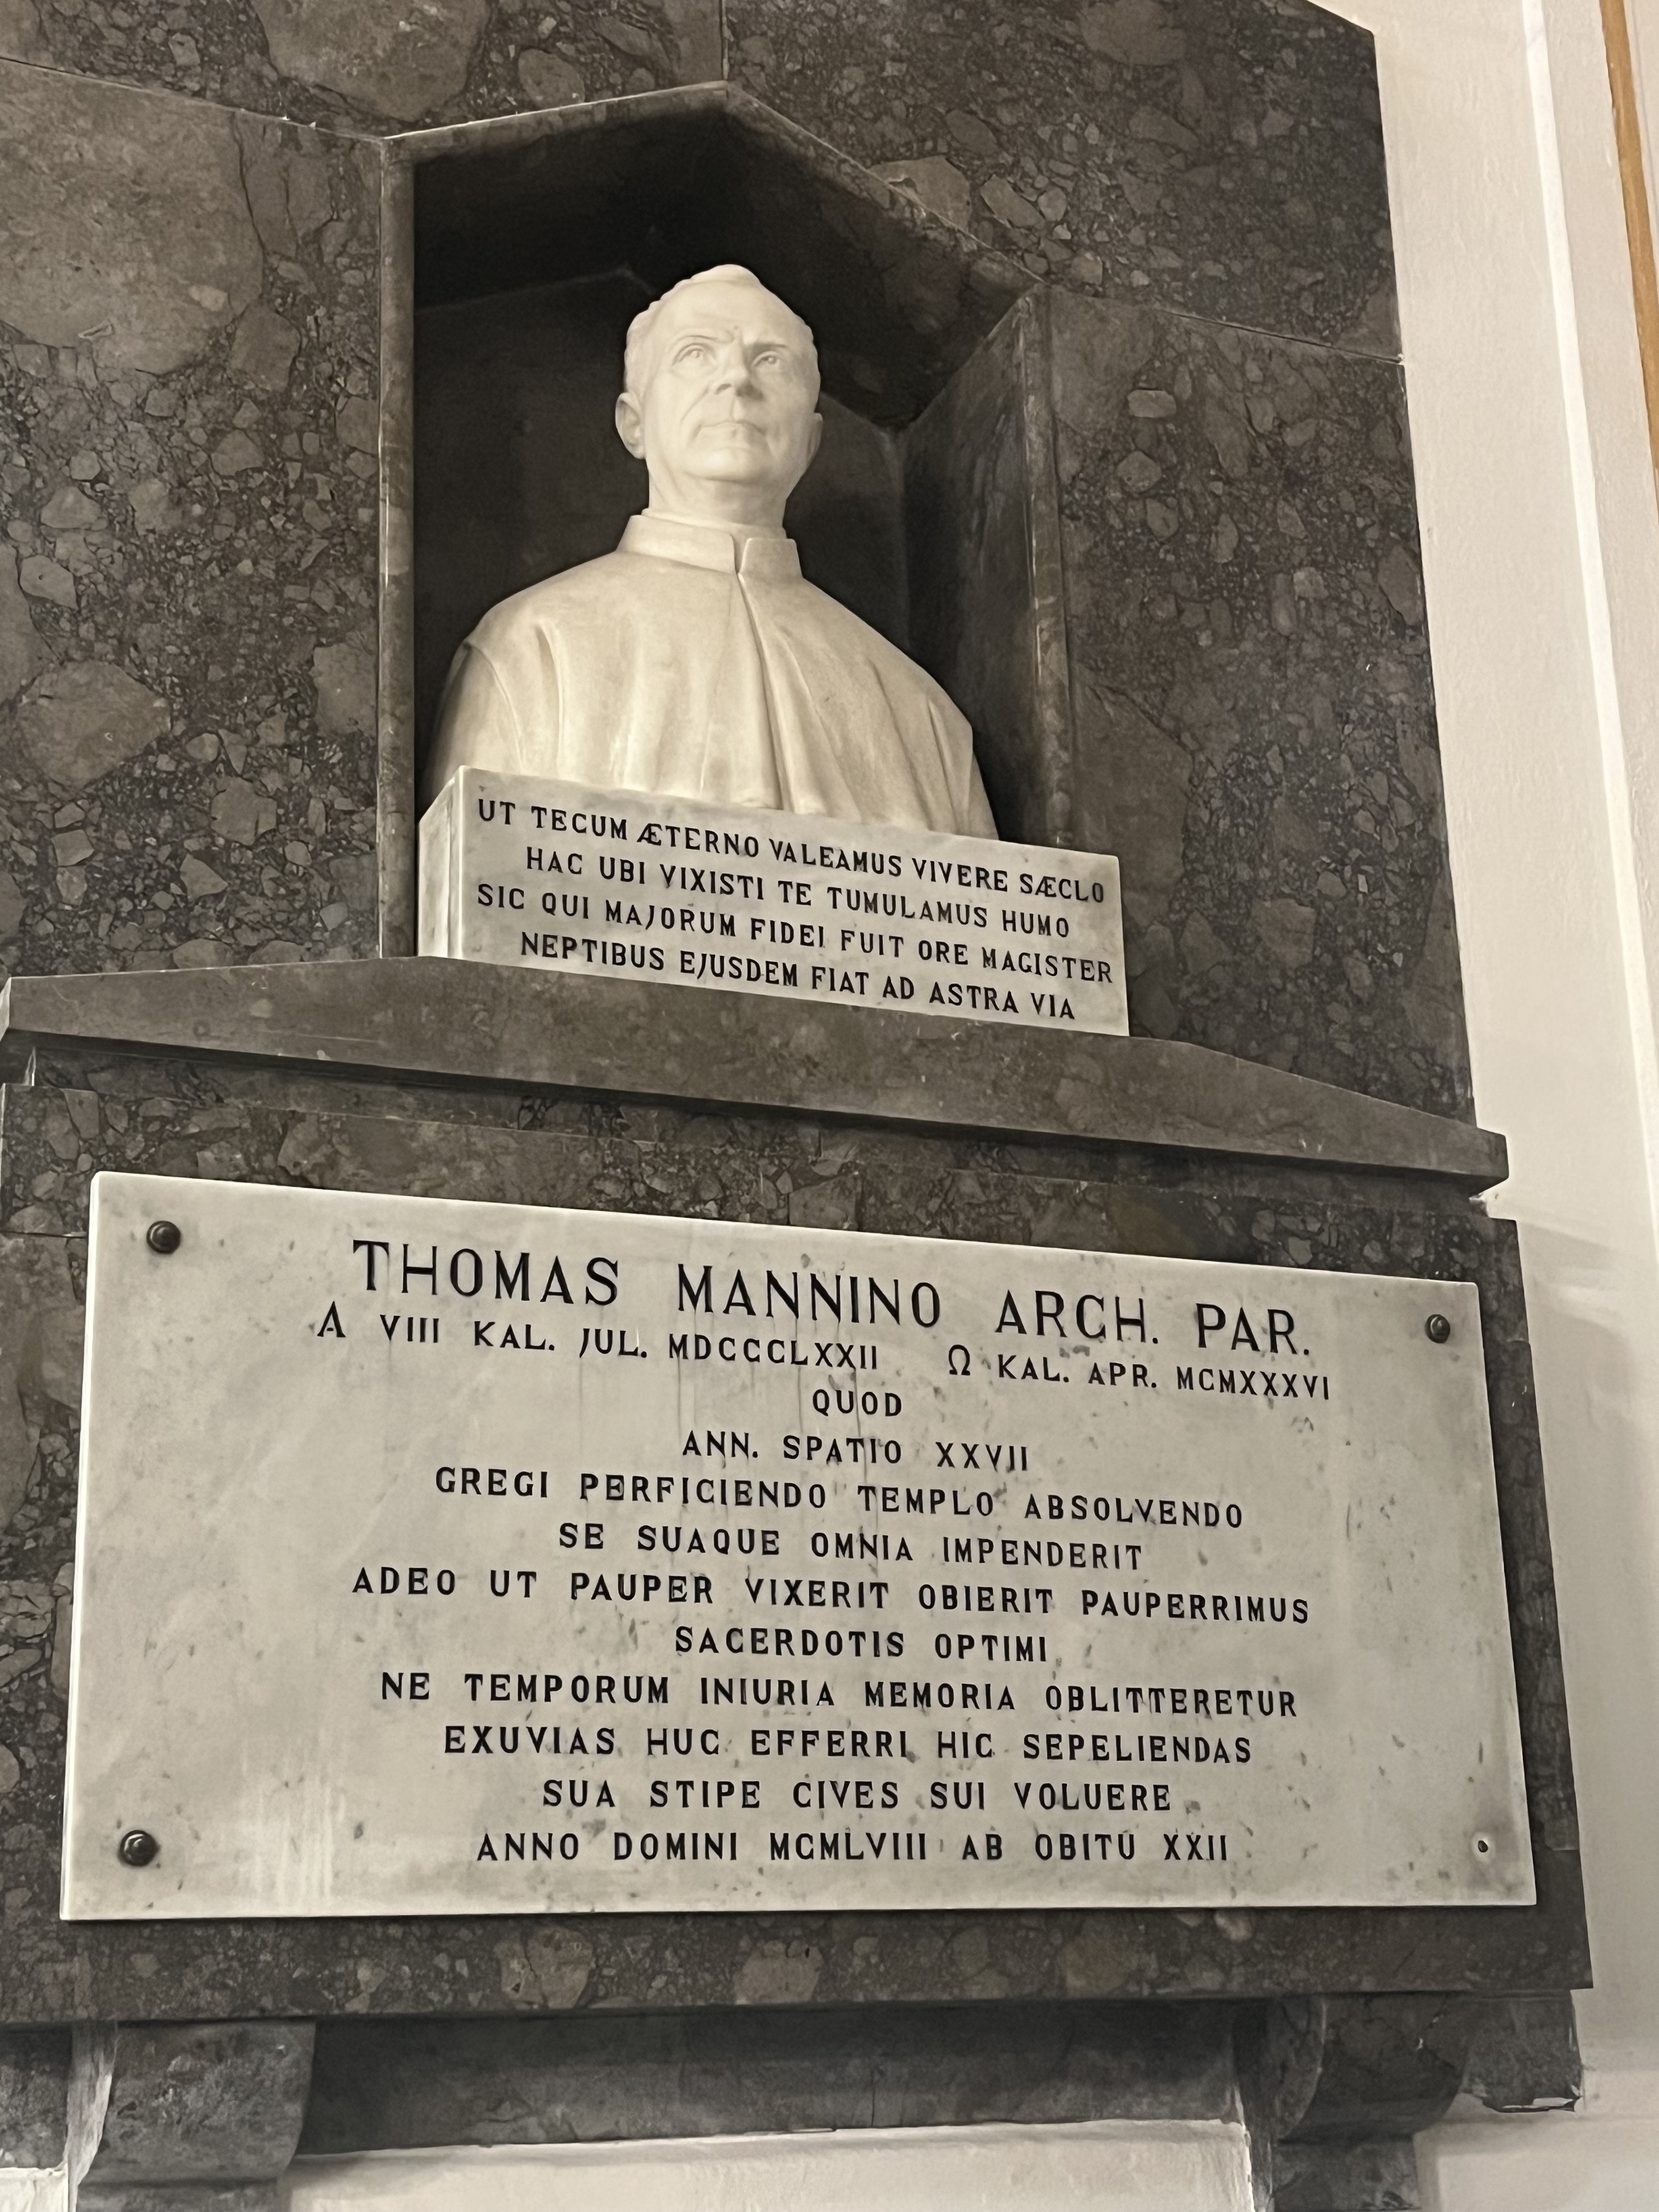 UT TECUM ÆTERNO VALEAMUS VIVERE SÆCLO
HAC UBI VIXISTI TE TUMULAMUS HUMO
SIC QUI MAJORUM FIDEI FUIT ORE MAGISTER
NEPTIBUS EJUSDEM FIAT AD ASTRA VIA
THOMAS MANNINO ARCH. PAR.
A VIII KAL. JUL. MDCCCLXXII Ω KAL. APR. MCMXXXVI
QUOD
ANN. SPATIO XXVII
GREGI PERFICIENDO TEMPLO ABSOLVENDO
SE SUAQUE OMNIA IMPENDERIT
ADEO UT PAUPER VIXERIT OBIERIT PAUPERRIMUS
SACERDOTIS OPTIMI
NE TEMPORUM INIURIA MEMORIA OBLITTERETUR
EXUVIAS HUC EFFERRI HIC SEPELIENDAS
SUA STIPE CIVES SUI VOLUERE
ANNO DOMINI MCMLVIII AB OBITU XXII